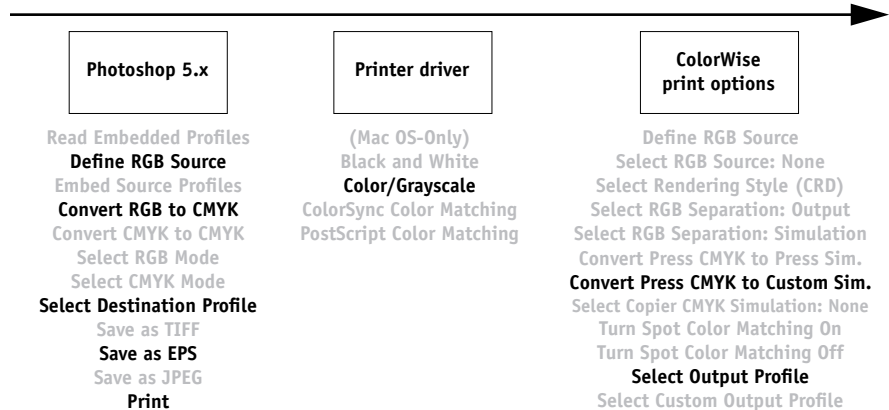 Photoshop 5.x
Read Embedded Profiles
Define RGB Source
Embed Source Profiles
Convert RGB to CMYK
Convert CMYK to CMYK
Select RGB Mode
Select CMYK Mode
Select Destination Profile
Save as TIFF
Save as EPS
Save as JPEG
Print
Printer driver
(Mac OS-Only)
Black and White
Color/Grayscale
ColorSync Color Matching
PostScript Color Matching
ColorWise
print options
Define RGB Source
Select RGB Source: None
Select Rendering Style (CRD)
Select RGB Separation: Output
Select RGB Separation: Simulation
Convert Press CMYK to Press Sim.
Convert Press CMYK to Custom Sim.
Select Copier CMYK Simulation: None
Turn Spot Color Matching On
Turn Spot Color Matching Off
Select Output Profile
Select Custom Output Profile